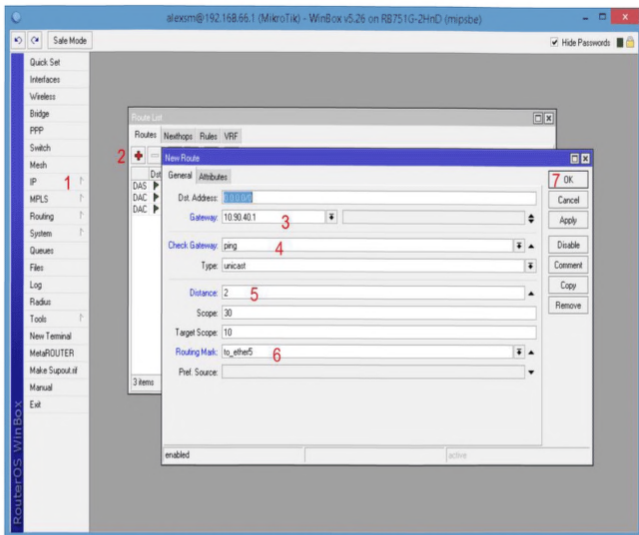 alexsm@192.168.66.1 (MikroTik) - WinBox v5.26 on RB751G-2HnD (mipsbe)
Safe Mode
Hide Passwords
Quick Set
Interfaces
Wireless
Bridge
PPP
Switch
Mesh
IP 1
MPLS
Routing
System
Queues
Files
Log
Radius
Tools
New Terminal
MetaROUTER
Make Supout.rif
Manual
Exit
RouterOS WinBox
Route List
Routes Nexthops Rules VRF
2
Dst
DAS
DAC
DAC
3 items
New Route
General Attributes
Dst. Address:
Gateway: 10.90.40.1 3
Check Gateway: ping 4
Type: unicast
Distance: 2 5
Scope: 30
Target Scope: 10
Routing Mark: to_ether5 6
Pref. Source:
enabled
active
7 OK
Cancel
Apply
Disable
Comment
Copy
Remove